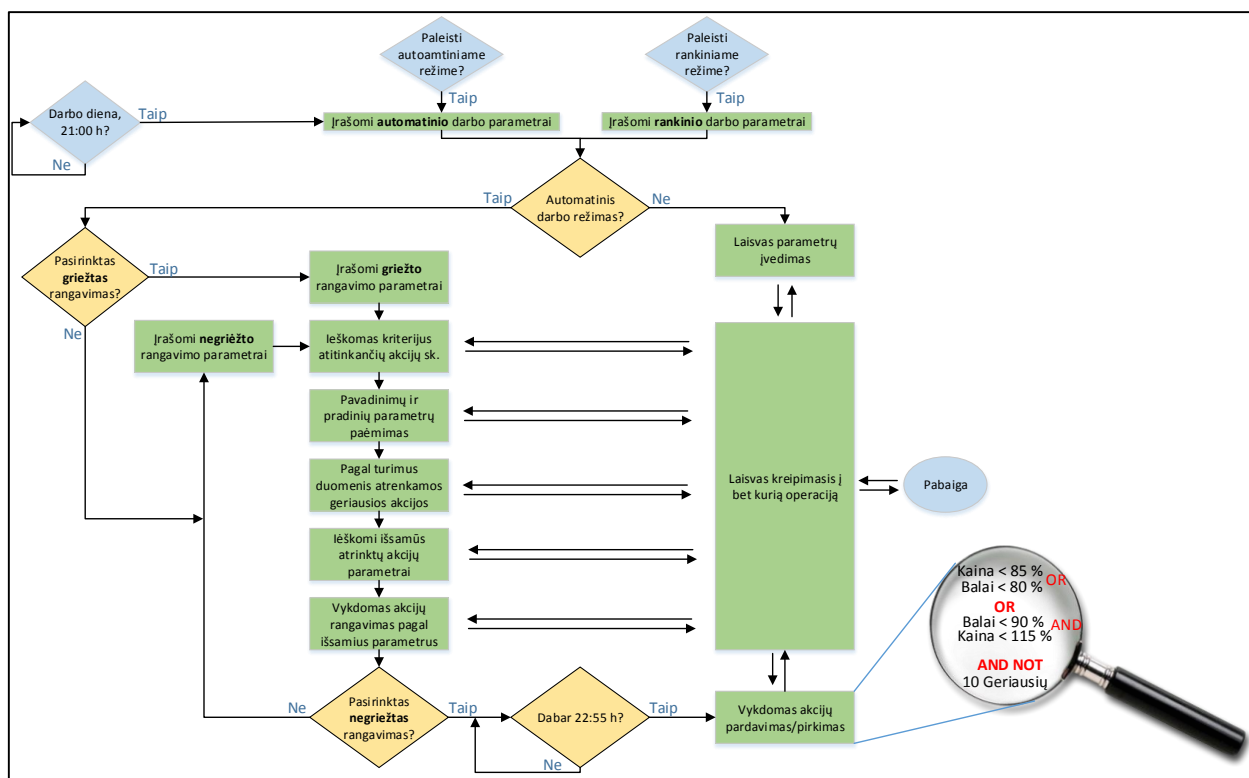 Paleisti
autoamtiniame
režime?
Paleisti
rankiniame
režime?
Taip
Taip
Darbo diena,
21:00 h?
Taip
Ne
Įrašomi automatinio darbo parametrai
Įrašomi rankinio darbo parametrai
Automatinis
darbo režimas?
Taip
Ne
Laisvas parametrų
įvedimas
Pasirinktas
griežtas
rangavimas?
Taip
Ne
Įrašomi griežto
rangavimo parametrai
Įrašomi negriėžto
rangavimo parametrai
Ieškomas kriterijus
atitinkančių akcijų sk.
Pavadinimų ir
pradinių parametrų
paėmimas
Pagal turimus
duomenis atrenkamos
geriausios akcijos
Iėškomi išsamūs
atrinktų akcijų
parametrai
Vykdomas akcijų
rangavimas pagal
išsamius parametrus
Laisvas kreipimasis į
bet kurią operaciją
Pabaiga
Pasirinktas
negriežtas
rangavimas?
Ne
Taip
Dabar 22:55 h?
Taip
Ne
Vykdomas akcijų
pardavimas/pirkimas
Kaina < 85 % OR
Balai < 80 %
OR
Balai < 90 % AND
Kaina < 115 %
AND NOT
10 Geriausių